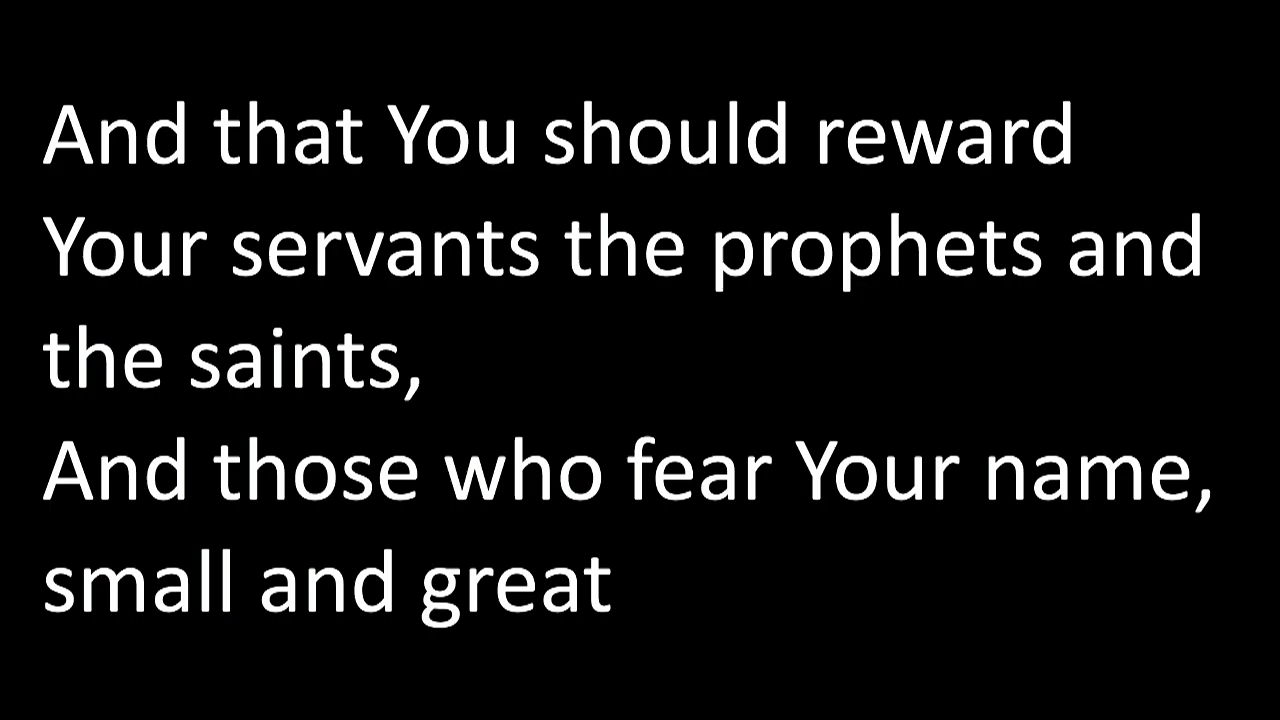 And that You should reward
Your servants the prophets and
the saints,
And those who fear Your name,
small and great